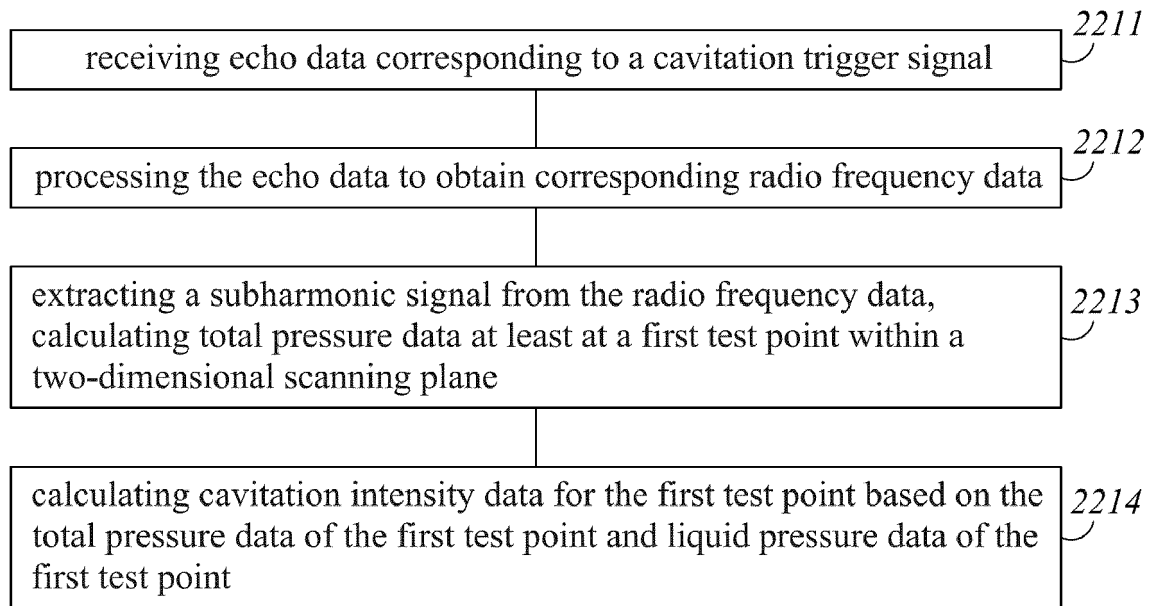 2211
receiving echo data corresponding to a cavitation trigger signal
2212
processing the echo data to obtain corresponding radio frequency data
extracting a subharmonic signal from the radio frequency data,
2213
calculating total pressure data at least at a first test point within a
two-dimensional scanning plane
calculating cavitation intensity data for the first test point based on the
2214
total pressure data of the first test point and liquid pressure data of the
first test point